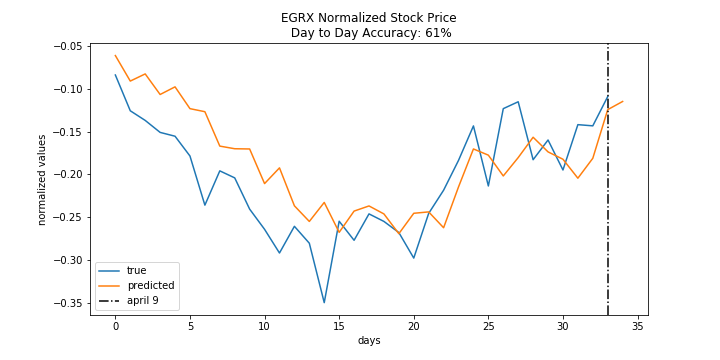 EGRX Normalized Stock Price
Day to Day Accuracy: 61%
normalized values
−0.05
−0.10
−0.15
−0.20
−0.25
−0.30
−0.35
true
predicted
april 9
0 5 10 15 20 25 30 35
days